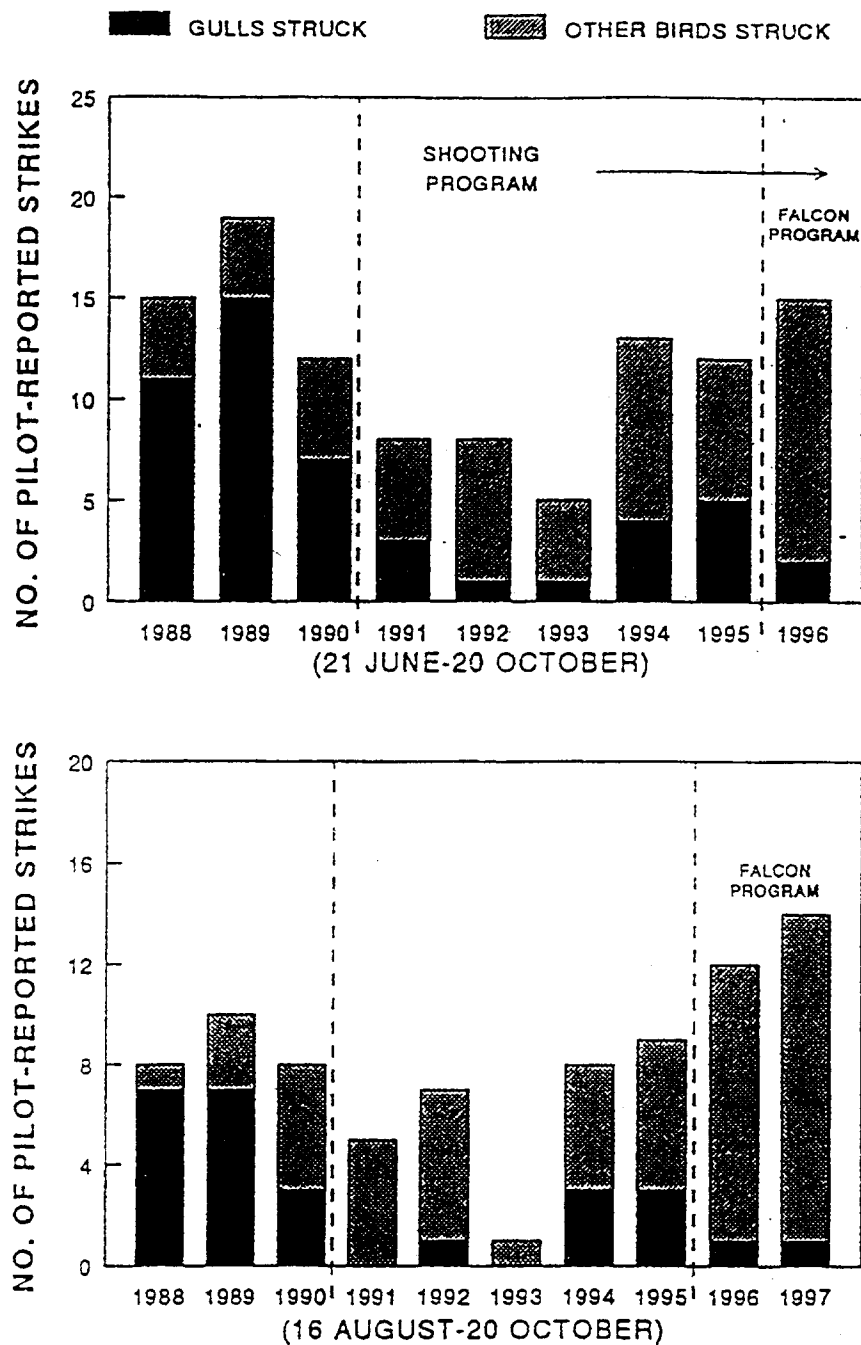 GULLS STRUCK
OTHER BIRDS STRUCK
NO. OF PILOT-REPORTED STRIKES
25
20
15
10
5
0
SHOOTING
PROGRAM
FALCON
PROGRAM
1988 1989 1990 1991 1992 1993 1994 1995 1996
(21 JUNE-20 OCTOBER)
NO. OF PILOT-REPORTED STRIKES
20
16
12
8
4
0
FALCON
PROGRAM
1988 1989 1990 1991 1992 1993 1994 1995 1996 1997
(16 AUGUST-20 OCTOBER)